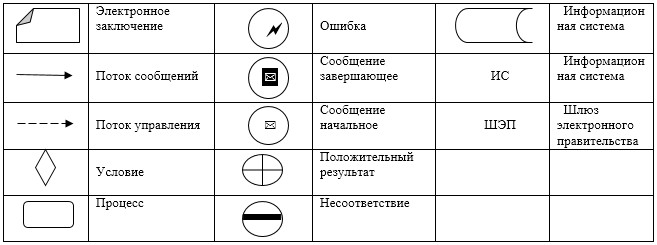 Электронное
заключение
Ошибка
Информацион
ная система
Поток сообщений
Сообщение
завершающее
ИС
Информацион
ная система
Поток управления
Сообщение
начальное
ШЭП
Шлюз
электронного
правительства
Условие
Положительный
результат
Процесс
Несоответствие